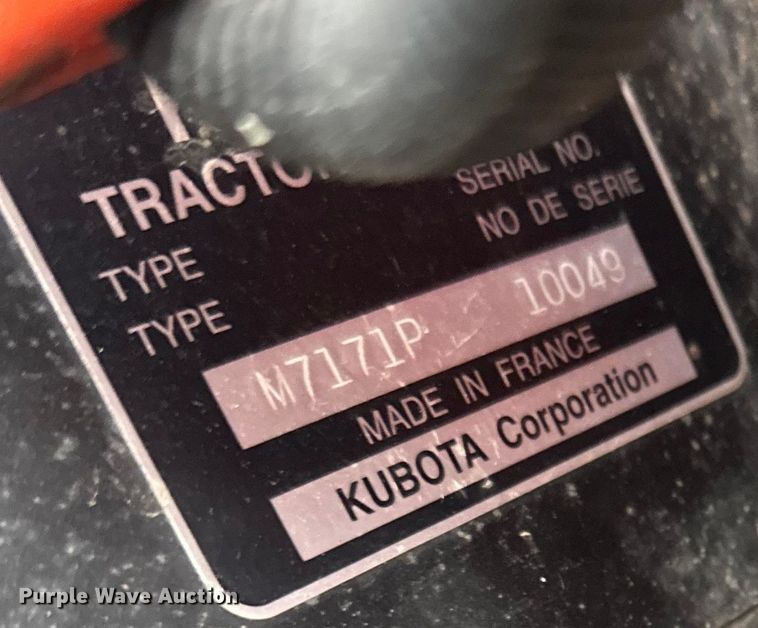 TRACTO
SERIAL NO.
NO DE SERIE
TYPE
TYPE
M7171P 10049
MADE IN FRANCE
KUBOTA Corporation
Purple Wave Auction